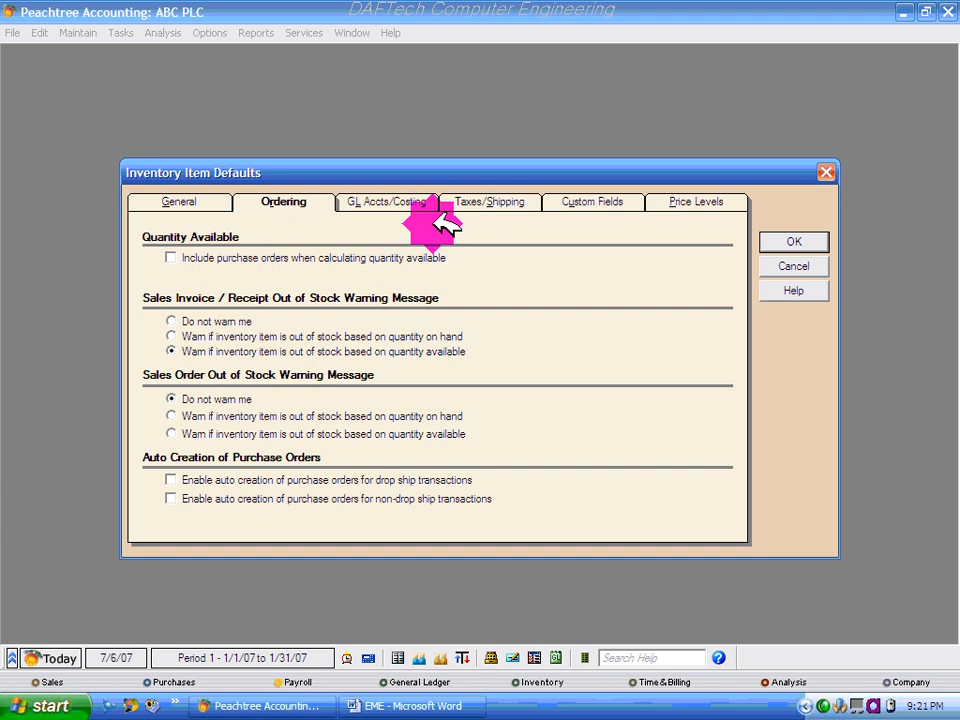 Peachtree Accounting: ABC PLC
DAFTech Computer Engineering
File Edit Maintain Tasks Analysis Options Reports Services Window Help
Inventory Item Defaults
General Ordering GL Accts/Costing Taxes/Shipping Custom Fields Price Levels
Quantity Available
OK
Include purchase orders when calculating quantity available
Cancel
Help
Sales Invoice / Receipt Out of Stock Warning Message
Do not warn me
Warn if inventory item is out of stock based on quantity on hand
Warn if inventory item is out of stock based on quantity available
Sales Order Out of Stock Warning Message
Do not warn me
Warn if inventory item is out of stock based on quantity on hand
Warn if inventory item is out of stock based on quantity available
Auto Creation of Purchase Orders
Enable auto creation of purchase orders for drop ship transactions
Enable auto creation of purchase orders for non-drop ship transactions
Today 7/6/07 Period 1 - 1/1/07 to 1/31/07 Search Help
Sales Purchases Payroll General Ledger Inventory Time & Billing Analysis Company
start Peachtree Accountin... EME - Microsoft Word 9:21 PM